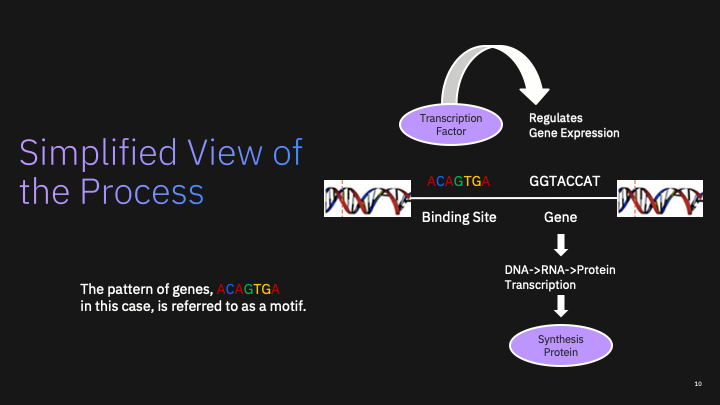 Simplified View of
the Process
The pattern of genes, ACAGTGA
in this case, is referred to as a motif.
Transcription
Factor
Regulates
Gene Expression
ACAGTGA
GGTACCAT
Binding Site
Gene
DNA->RNA->Protein
Transcription
Synthesis
Protein
10